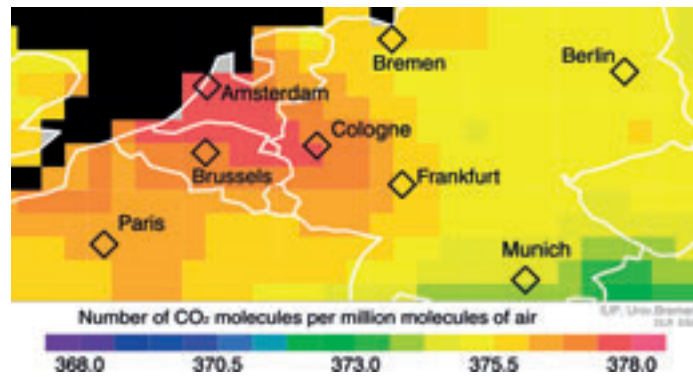 Bremen
Berlin
Amsterdam
Cologne
Brussels
Frankfurt
Paris
Munich
Number of CO₂ molecules per million molecules of air
368.0 370.5 373.0 375.5 378.0